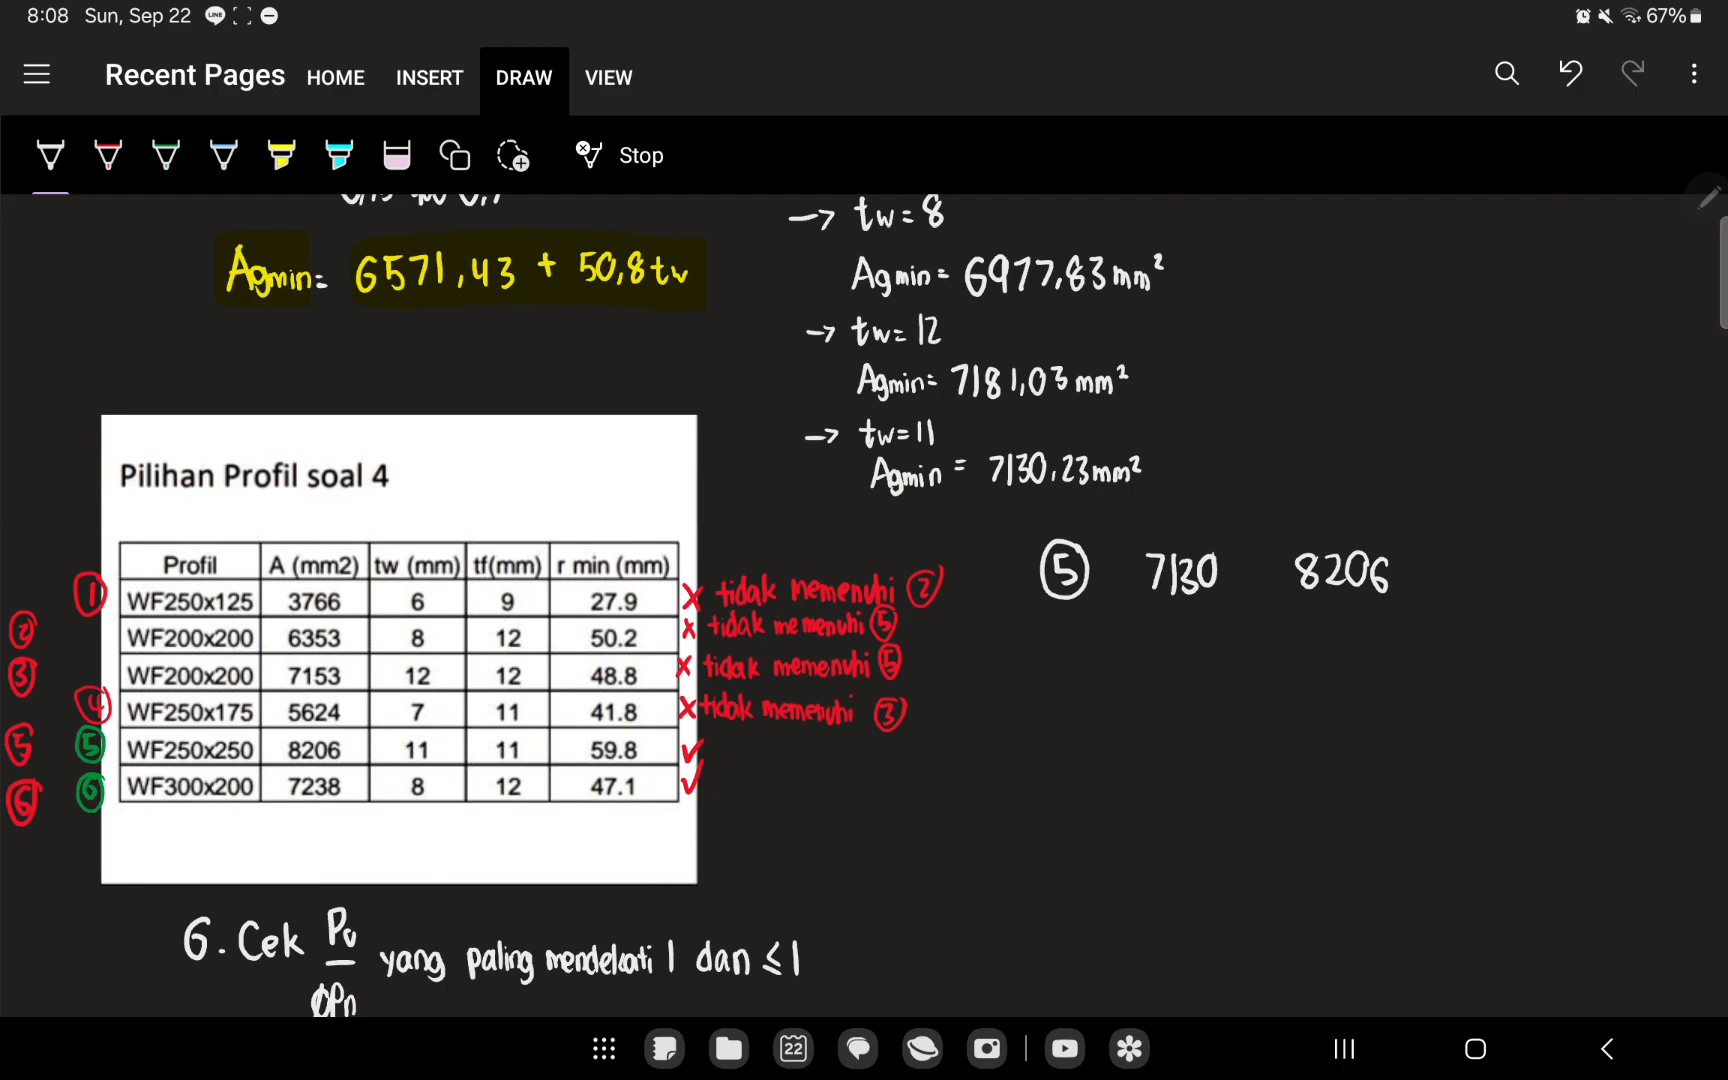 8:08 Sun, Sep 22 67%
Recent Pages HOME INSERT DRAW VIEW
Stop
→ tw = 8
Agmin = 6571,43 + 50,8 tw
Agmin = 6977,83 mm²
→ tw = 12
Agmin = 7181,03 mm²
→ tw = 11
Agmin = 7130,23 mm²
Pilihan Profil soal 4
⑤ 7130 8206
Profil A (mm2) tw (mm) tf(mm) r min (mm)
① WF250x125 3766 6 9 27.9 x tidak memenuhi ②
② WF200x200 6353 8 12 50.2 x tidak memenuhi ⑤
③ WF200x200 7153 12 12 48.8 x tidak memenuhi ⑤
④ WF250x175 5624 7 11 41.8 x tidak memenuhi ③
⑤ ⑤ WF250x250 8206 11 11 59.8 ✓
⑥ ⑥ WF300x200 7238 8 12 47.1 ✓
6. Cek Pu/ϕPn yang paling mendekati 1 dan ≤ 1
22